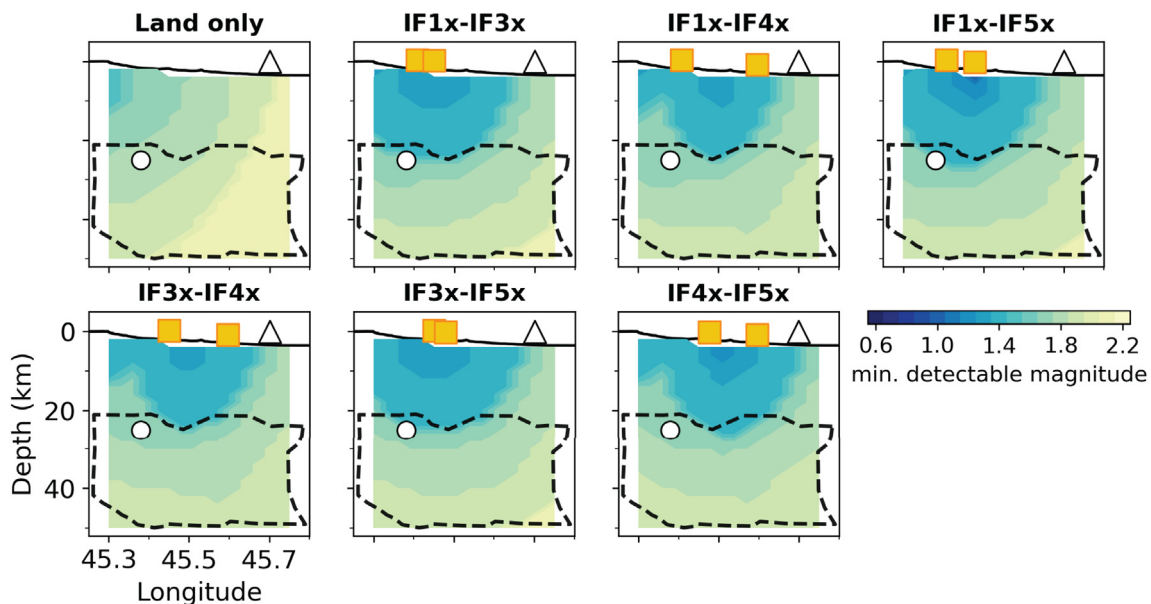 Land only
IF1x-IF3x
IF1x-IF4x
IF1x-IF5x
IF3x-IF4x
IF3x-IF5x
IF4x-IF5x
0
20
40
Depth (km)
45.3 45.5 45.7
Longitude
0.6 1.0 1.4 1.8 2.2
min. detectable magnitude